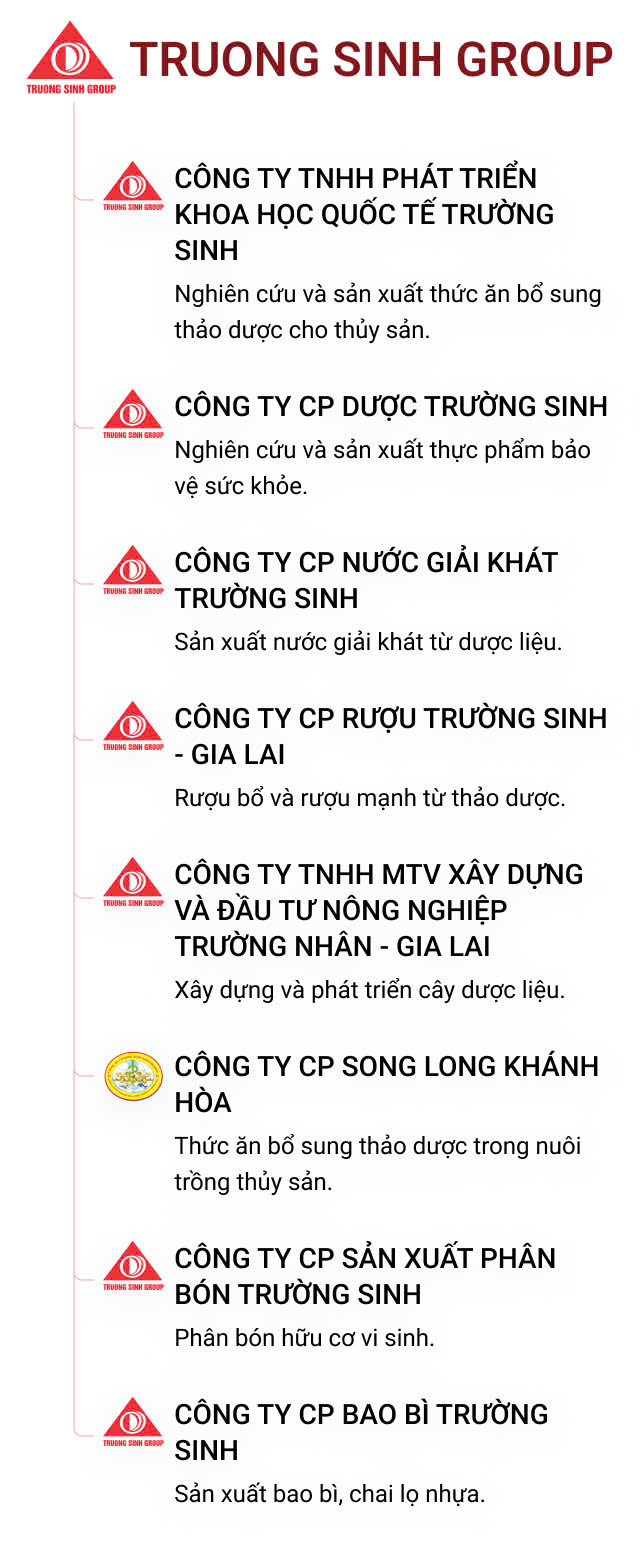 TRUONG SINH GROUP
TRUONG SINH GROUP
TRUONG SINH GROUP
CÔNG TY TNHH PHÁT TRIỂN
KHOA HỌC QUỐC TẾ TRƯỜNG
SINH
Nghiên cứu và sản xuất thức ăn bổ sung
thảo dược cho thủy sản.
TRUONG SINH GROUP
CÔNG TY CP DƯỢC TRƯỜNG SINH
Nghiên cứu và sản xuất thực phẩm bảo
vệ sức khỏe.
TRUONG SINH GROUP
CÔNG TY CP NƯỚC GIẢI KHÁT
TRƯỜNG SINH
Sản xuất nước giải khát từ dược liệu.
TRUONG SINH GROUP
CÔNG TY CP RƯỢU TRƯỜNG SINH
- GIA LAI
Rượu bổ và rượu mạnh từ thảo dược.
TRUONG SINH GROUP
CÔNG TY TNHH MTV XÂY DỰNG
VÀ ĐẦU TƯ NÔNG NGHIỆP
TRƯỜNG NHÂN - GIA LAI
Xây dựng và phát triển cây dược liệu.
CÔNG TY CP SONG LONG KHÁNH
HÒA
Thức ăn bổ sung thảo dược trong nuôi
trồng thủy sản.
TRUONG SINH GROUP
CÔNG TY CP SẢN XUẤT PHÂN
BÓN TRƯỜNG SINH
Phân bón hữu cơ vi sinh.
TRUONG SINH GROUP
CÔNG TY CP BAO BÌ TRƯỜNG
SINH
Sản xuất bao bì, chai lọ nhựa.